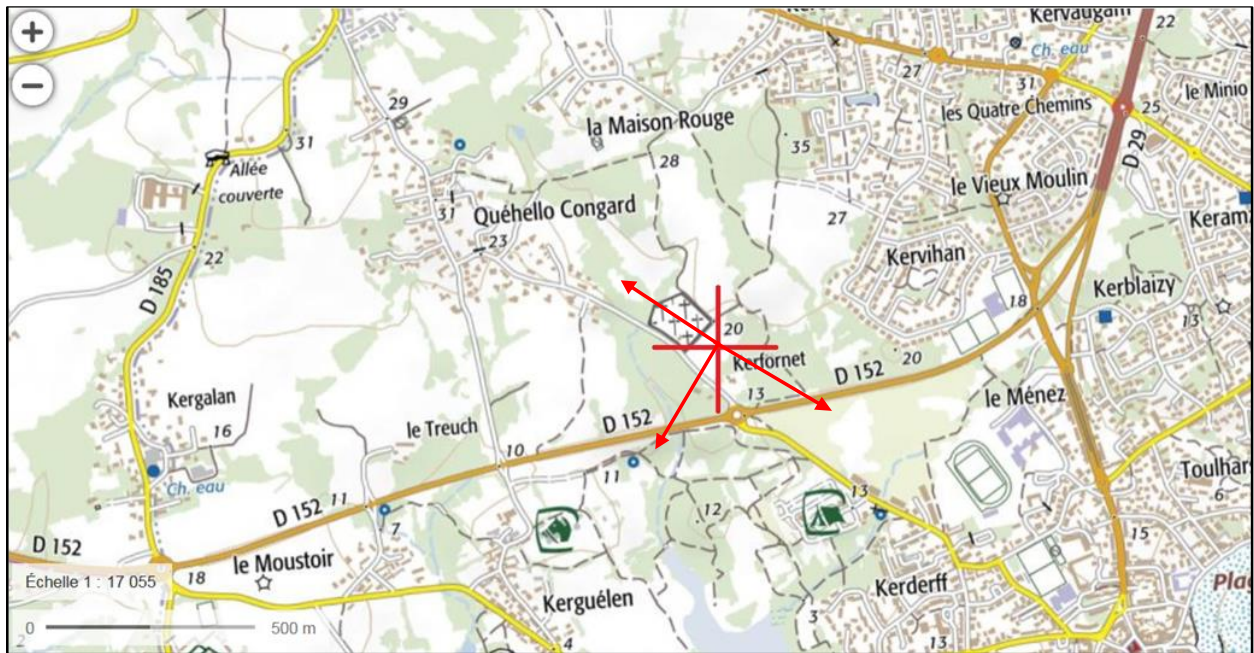 +
Kervaugam
22
Ch. eau
27
31
25
le Minio
29
la Maison Rouge
les Quatre Chemins
D 29
31
35
Allée
couverte
28
le Vieux Moulin
31
Quéhello Congard
27
Keram
23
22
Kervihan
D 185
Kerblaizy
18
13
20
20
Kerfornet
D 152
13
le Ménez
Kergalan
16
le Treuch
D 152
10
Toulhar
6
Ch. eau
11
11
13
D 152
7
12
15
D 152
le Moustoir
18
Échelle 1 : 17 055
Kerguélen
Kerderff
Pla
3
0
500 m
2
4
13